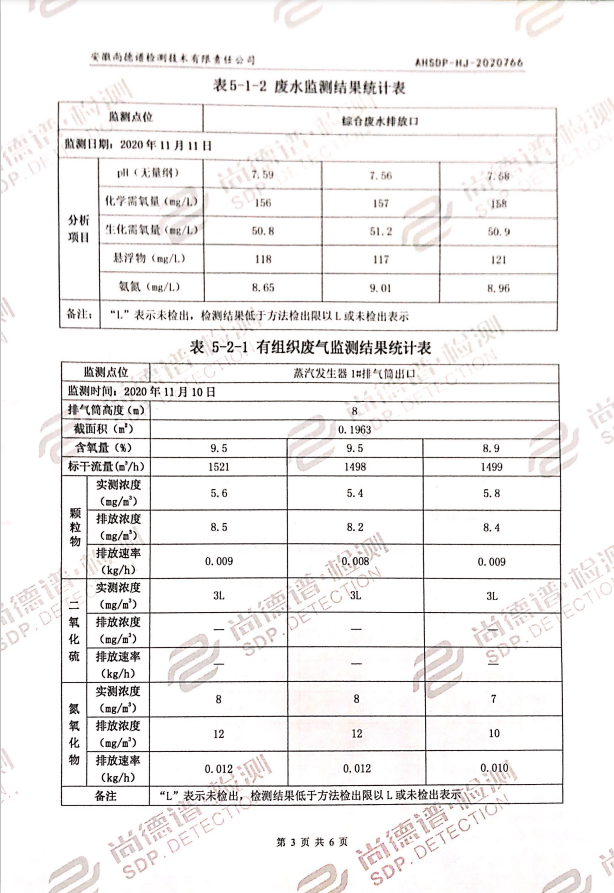 安徽尚德谱检测技术有限责任公司 AHSDP-HJ-2020766
表5-1-2 废水监测结果统计表
监测点位 综合废水排放口
监测日期：2020年11月11日
分析项目 pH（无量纲） 7.59 7.56 7.58
化学需氧量（mg/L） 156 157 158
生化需氧量（mg/L） 50.8 51.2 50.9
悬浮物（mg/L） 118 117 121
氨氮（mg/L） 8.65 9.01 8.96
备注： “L”表示未检出，检测结果低于方法检出限以L或未检出表示
表 5-2-1 有组织废气监测结果统计表
监测点位 蒸汽发生器1#排气筒出口
监测时间：2020年11月10日
排气筒高度（m） 8
截面积（m²） 0.1963
含氧量（%） 9.5 9.5 8.9
标干流量(m³/h) 1521 1498 1499
颗粒物 实测浓度（mg/m³） 5.6 5.4 5.8
排放浓度（mg/m³） 8.5 8.2 8.4
排放速率（kg/h） 0.009 0.008 0.009
二氧化硫 实测浓度（mg/m³） 3L 3L 3L
排放浓度（mg/m³） — — —
排放速率（kg/h） — — —
氮氧化物 实测浓度（mg/m³） 8 8 7
排放浓度（mg/m³） 12 12 10
排放速率（kg/h） 0.012 0.012 0.010
备注 “L”表示未检出，检测结果低于方法检出限以L或未检出表示
第 3 页 共 6 页
尚德谱·检测
SDP.DETECTION